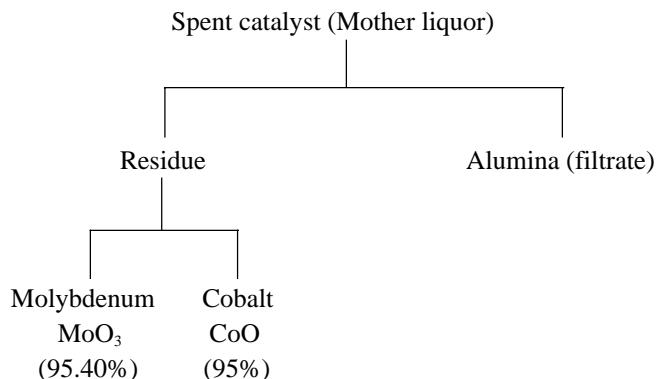 Spent catalyst (Mother liquor)
Residue
Alumina (filtrate)
Molybdenum
MoO₃
(95.40%)
Cobalt
CoO
(95%)